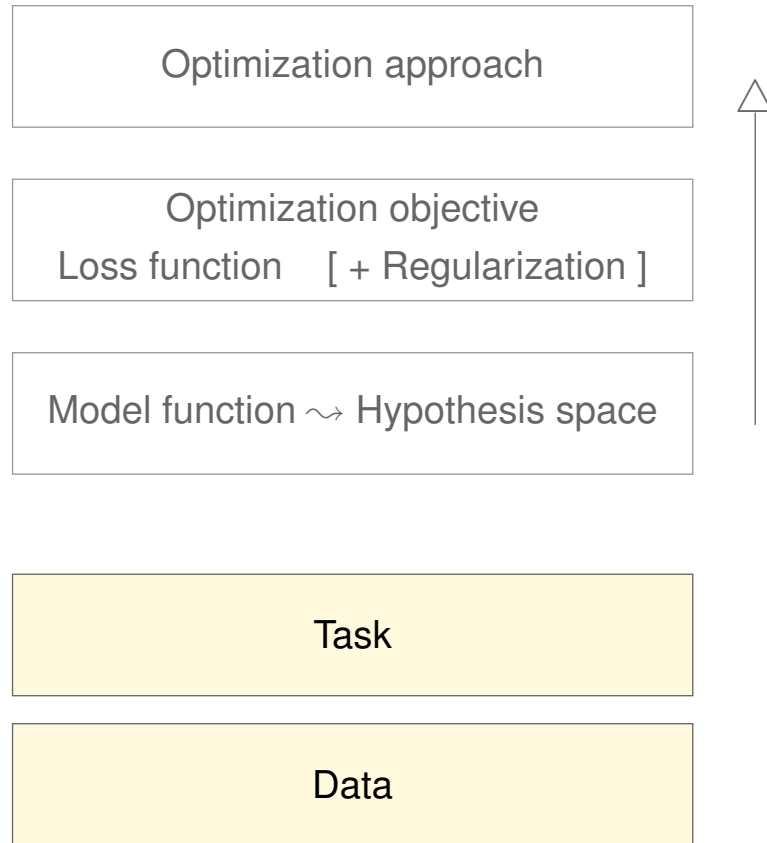 Optimization approach
Optimization objective
Loss function [ + Regularization ]
Model function ⤳ Hypothesis space
Task
Data